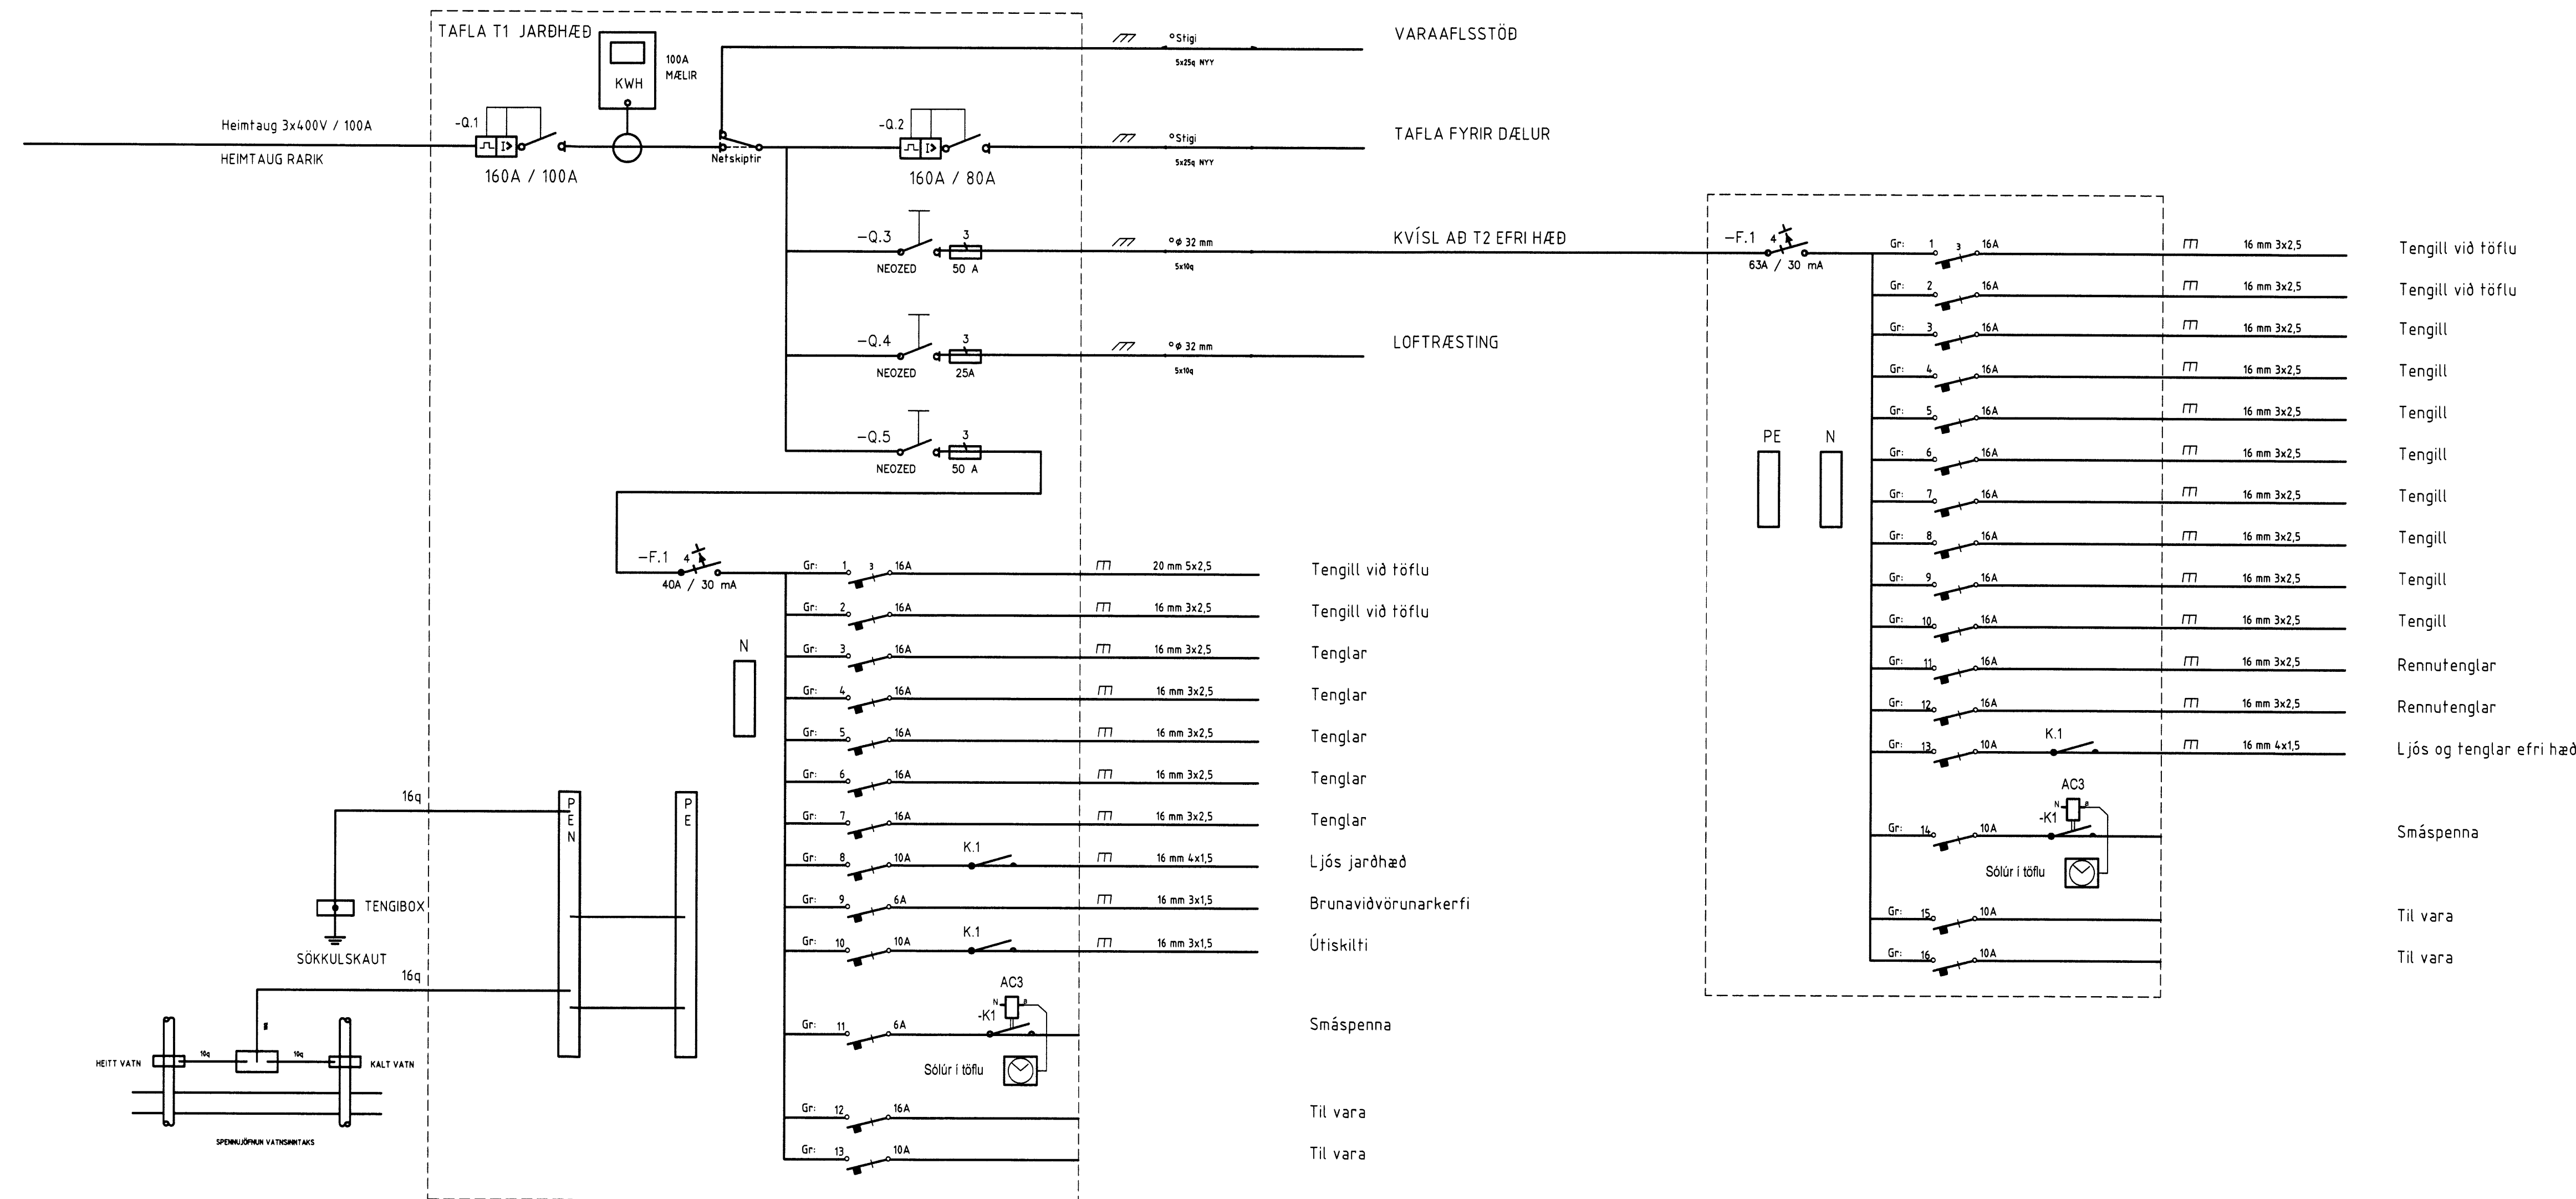 TAFLA T1 JARÐHÆÐ
KWH
100A
MÆLIR
Heimtaug 3x400V / 100A
HEIMTAUG RARIK
-Q.1
160A / 100A
Netskiptir
°Stigi
5x25q NYY
VARAAFLSSTÖÐ
-Q.2
I>
I>
160A / 80A
°Stigi
5x25q NYY
TAFLA FYRIR DÆLUR
-Q.3
NEOZED
3
50 A
°ø 32 mm
5x10q
KVÍSL AÐ T2 EFRI HÆÐ
-Q.4
NEOZED
3
25A
°ø 32 mm
5x10q
LOFTRÆSTING
-Q.5
NEOZED
3
50 A
-F.1 4
40A / 30 mA
N
Gr: 1 3 16A 20 mm 5x2,5 Tengill við töflu
Gr: 2 16A 16 mm 3x2,5 Tengill við töflu
Gr: 3 16A 16 mm 3x2,5 Tenglar
Gr: 4 16A 16 mm 3x2,5 Tenglar
Gr: 5 16A 16 mm 3x2,5 Tenglar
Gr: 6 16A 16 mm 3x2,5 Tenglar
Gr: 7 16A 16 mm 3x2,5 Tenglar
Gr: 8 10A K.1 16 mm 4x1,5 Ljós jarðhæð
Gr: 9 6A 16 mm 3x1,5 Brunaviðvörunarkerfi
Gr: 10 10A K.1 16 mm 3x1,5 Útiskilti
AC3
N ø
-K1
Gr: 11 6A Smáspenna
Sólúr í töflu
Gr: 12 16A Til vara
Gr: 13 10A Til vara
16q
PEN
PE
TENGIBOX
SÖKKULSKAUT
16q
HEITT VATN
10q
10q
KALT VATN
SPENNUJÖFNUN VATNSINNTAKS
-F.1 4
63A / 30 mA
PE
N
Gr: 1 3 16A 16 mm 3x2,5 Tengill við töflu
Gr: 2 16A 16 mm 3x2,5 Tengill við töflu
Gr: 3 16A 16 mm 3x2,5 Tengill
Gr: 4 16A 16 mm 3x2,5 Tengill
Gr: 5 16A 16 mm 3x2,5 Tengill
Gr: 6 16A 16 mm 3x2,5 Tengill
Gr: 7 16A 16 mm 3x2,5 Tengill
Gr: 8 16A 16 mm 3x2,5 Tengill
Gr: 9 16A 16 mm 3x2,5 Tengill
Gr: 10 16A 16 mm 3x2,5 Tengill
Gr: 11 16A 16 mm 3x2,5 Rennutenglar
Gr: 12 16A 16 mm 3x2,5 Rennutenglar
Gr: 13 10A K.1 16 mm 4x1,5 Ljós og tenglar efri hæð
AC3
N ø
-K1
Gr: 14 10A Smáspenna
Sólúr í töflu
Gr: 15 10A Til vara
Gr: 16 10A Til vara